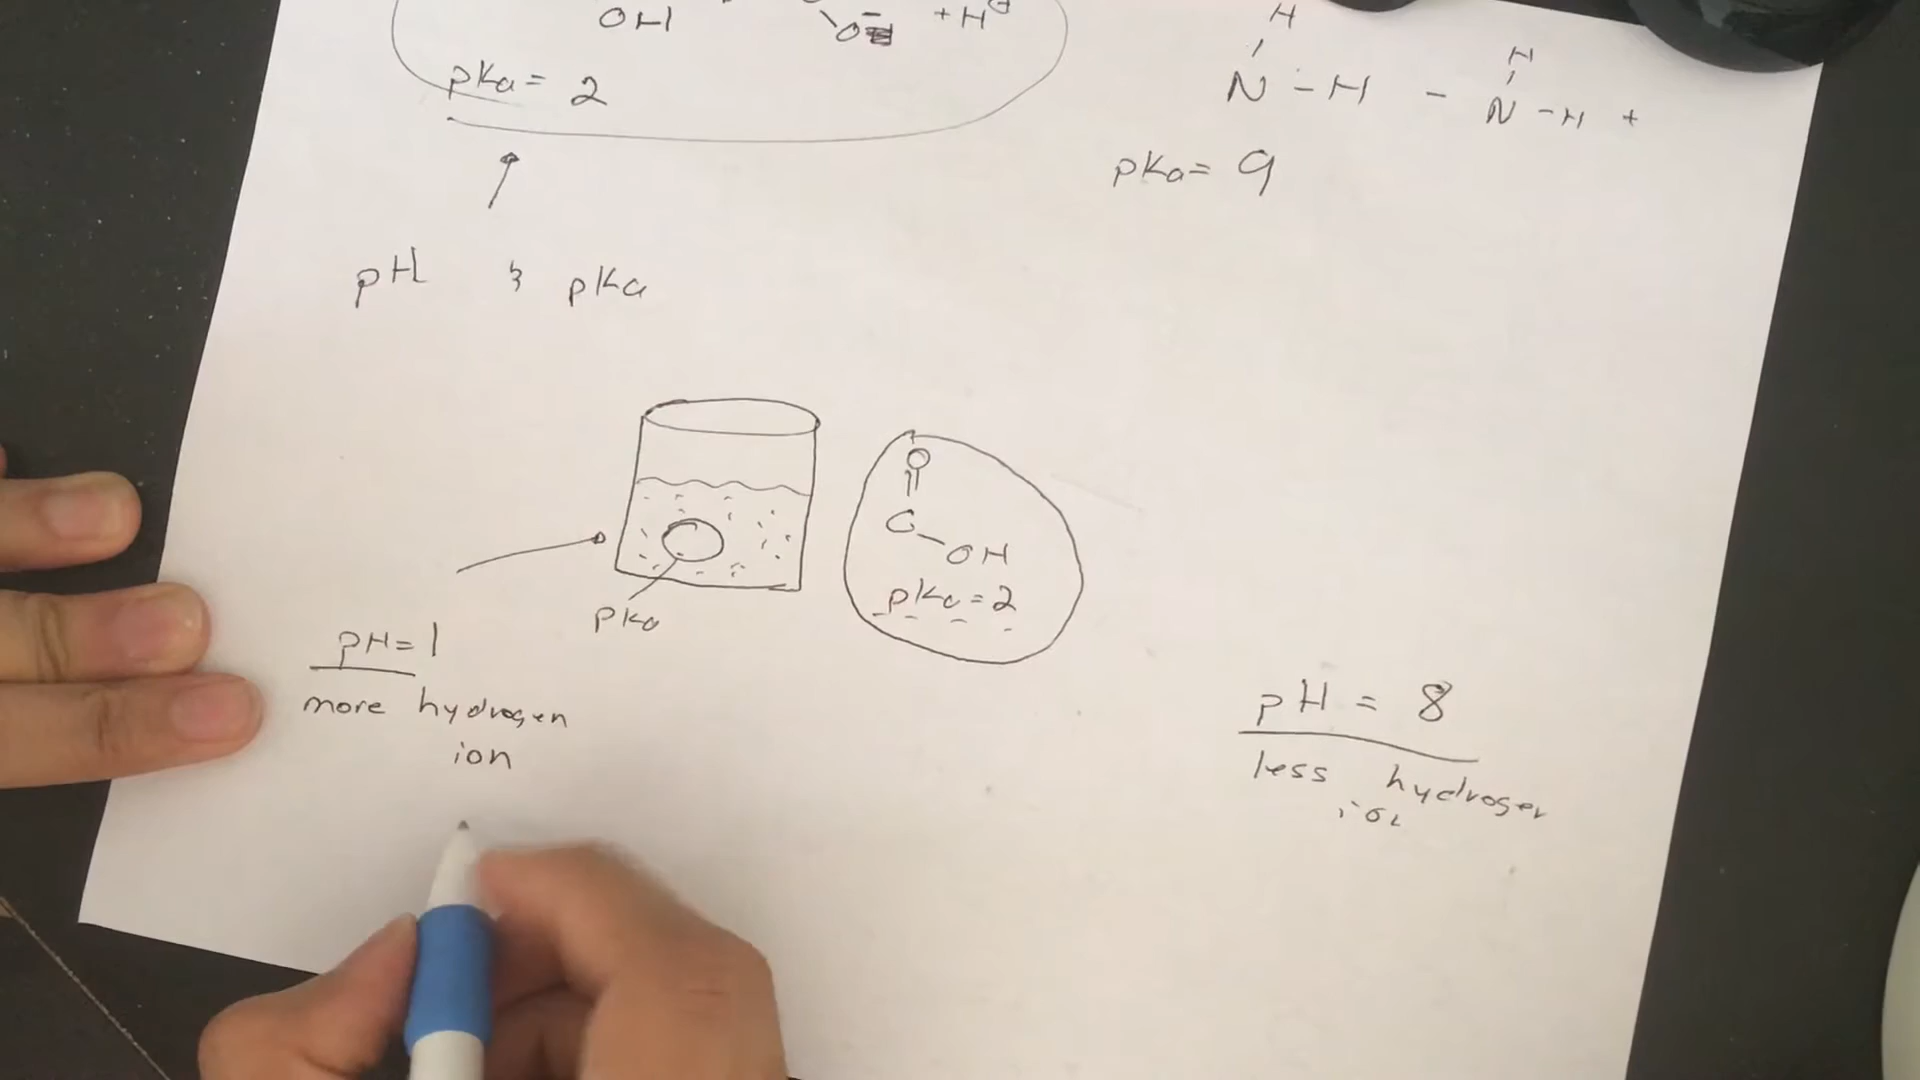 OH
O⁻
+H⊕
pKa = 2
H
N - H - N - H +
H
pKa = 9
pH & pKa
O
C - OH
pKa = 2
pKa
pH = 1
more hydrogen
ion
pH = 8
less hydrogen
ion